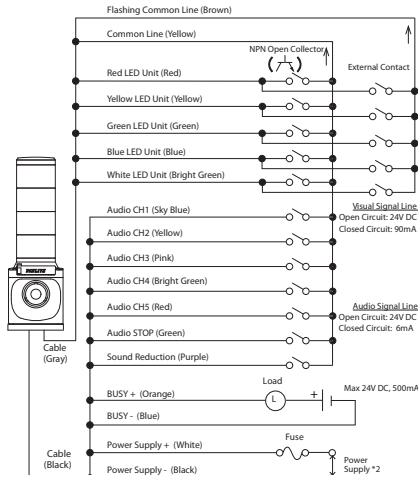 Flashing Common Line (Brown)
Common Line (Yellow)
NPN Open Collector
External Contact
Red LED Unit (Red)
Yellow LED Unit (Yellow)
Green LED Unit (Green)
Blue LED Unit (Blue)
White LED Unit (Bright Green)
Visual Signal Line
Open Circuit: 24V DC
Closed Circuit: 90mA
Audio CH1 (Sky Blue)
Audio CH2 (Yellow)
Audio CH3 (Pink)
Audio CH4 (Bright Green)
Audio CH5 (Red)
Audio Signal Line
Open Circuit: 24V DC
Closed Circuit: 6mA
Audio STOP (Green)
Sound Reduction (Purple)
Cable
(Gray)
Load
L
+
Max 24V DC, 500mA
BUSY + (Orange)
BUSY - (Blue)
Cable
(Black)
Power Supply + (White)
Fuse
Power
Supply *2
Power Supply - (Black)